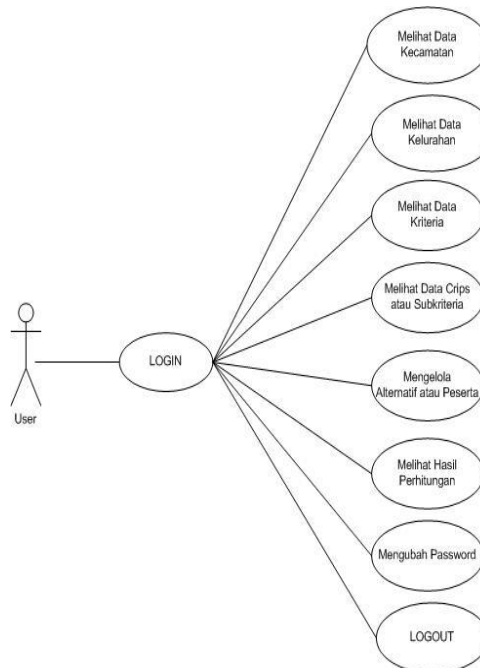 Melihat Data
Kecamatan
Melihat Data
Kelurahan
Melihat Data
Kriteria
Melihat Data Crips
atau Subkriteria
LOGIN
Mengelola
Alternatif atau Peserta
User
Melihat Hasil
Perhitungan
Mengubah Password
LOGOUT